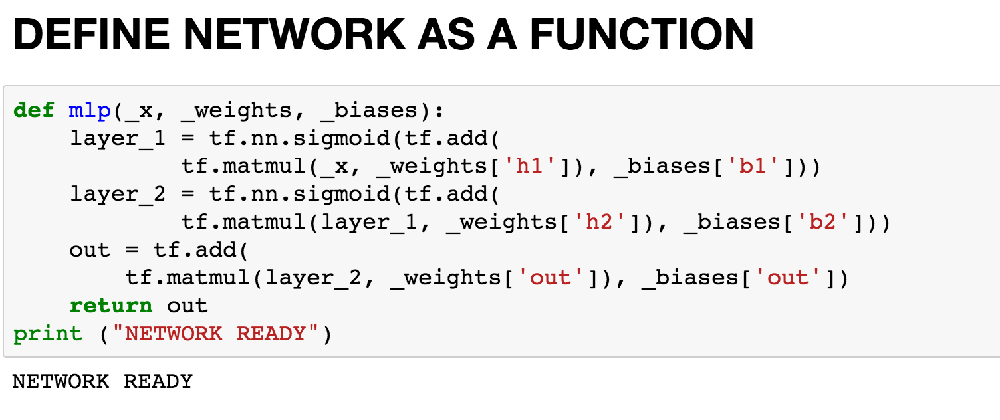 DEFINE NETWORK AS A FUNCTION
def mlp(_x, _weights, _biases):
    layer_1 = tf.nn.sigmoid(tf.add(
            tf.matmul(_x, _weights['h1']), _biases['b1']))
    layer_2 = tf.nn.sigmoid(tf.add(
            tf.matmul(layer_1, _weights['h2']), _biases['b2']))
    out = tf.add(
        tf.matmul(layer_2, _weights['out']), _biases['out'])
    return out
print ("NETWORK READY")
NETWORK READY